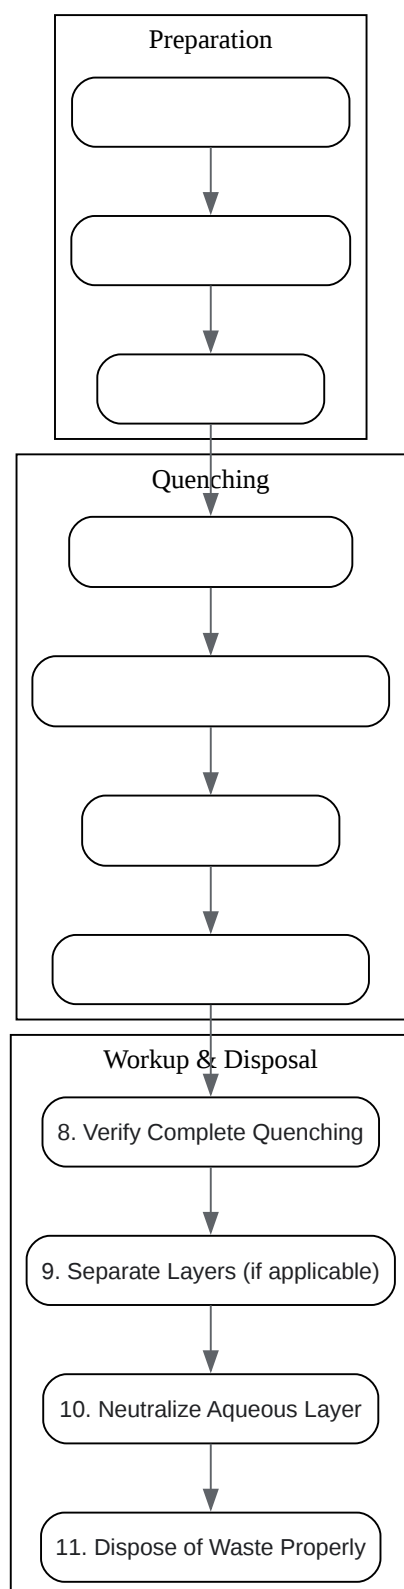 Preparation
Quenching
Workup & Disposal
8. Verify Complete Quenching
9. Separate Layers (if applicable)
10. Neutralize Aqueous Layer
11. Dispose of Waste Properly